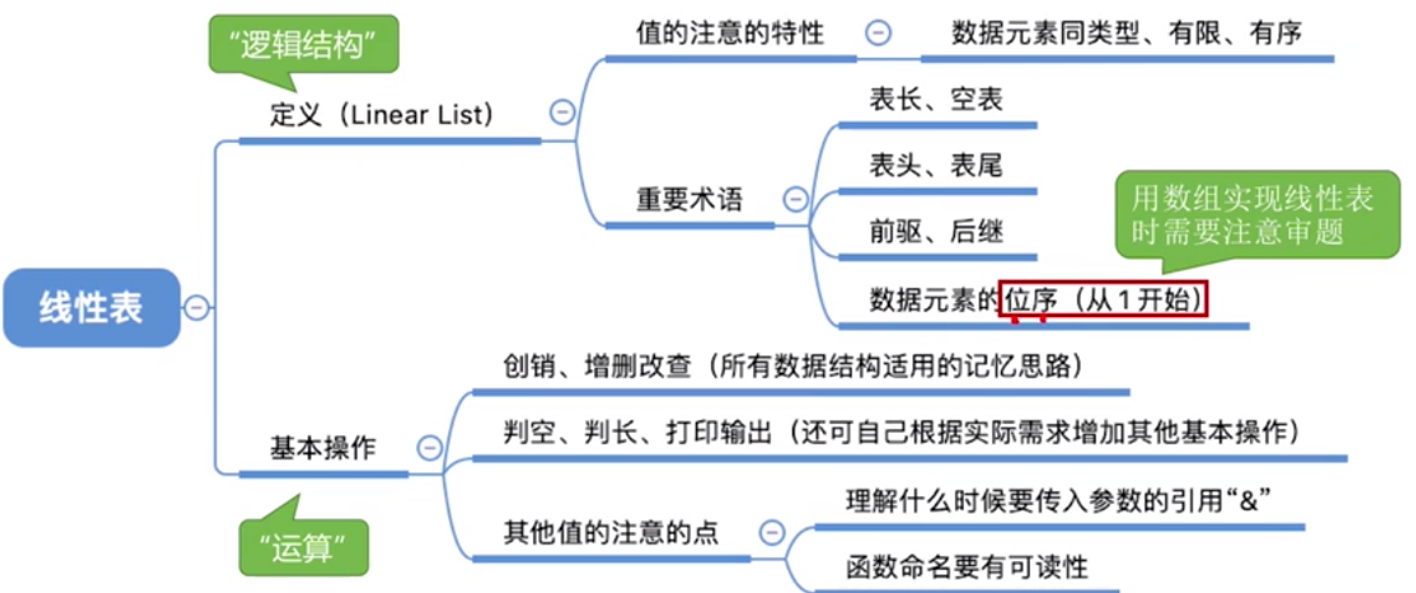 “逻辑结构”
值的注意的特性
数据元素同类型、有限、有序
定义（Linear List）
表长、空表
表头、表尾
重要术语
用数组实现线性表
时需要注意审题
前驱、后继
数据元素的位序（从1开始）
线性表
创销、增删改查（所有数据结构适用的记忆思路）
判空、判长、打印输出（还可自己根据实际需求增加其他基本操作）
基本操作
理解什么时候要传入参数的引用“&”
其他值的注意的点
“运算”
函数命名要有可读性